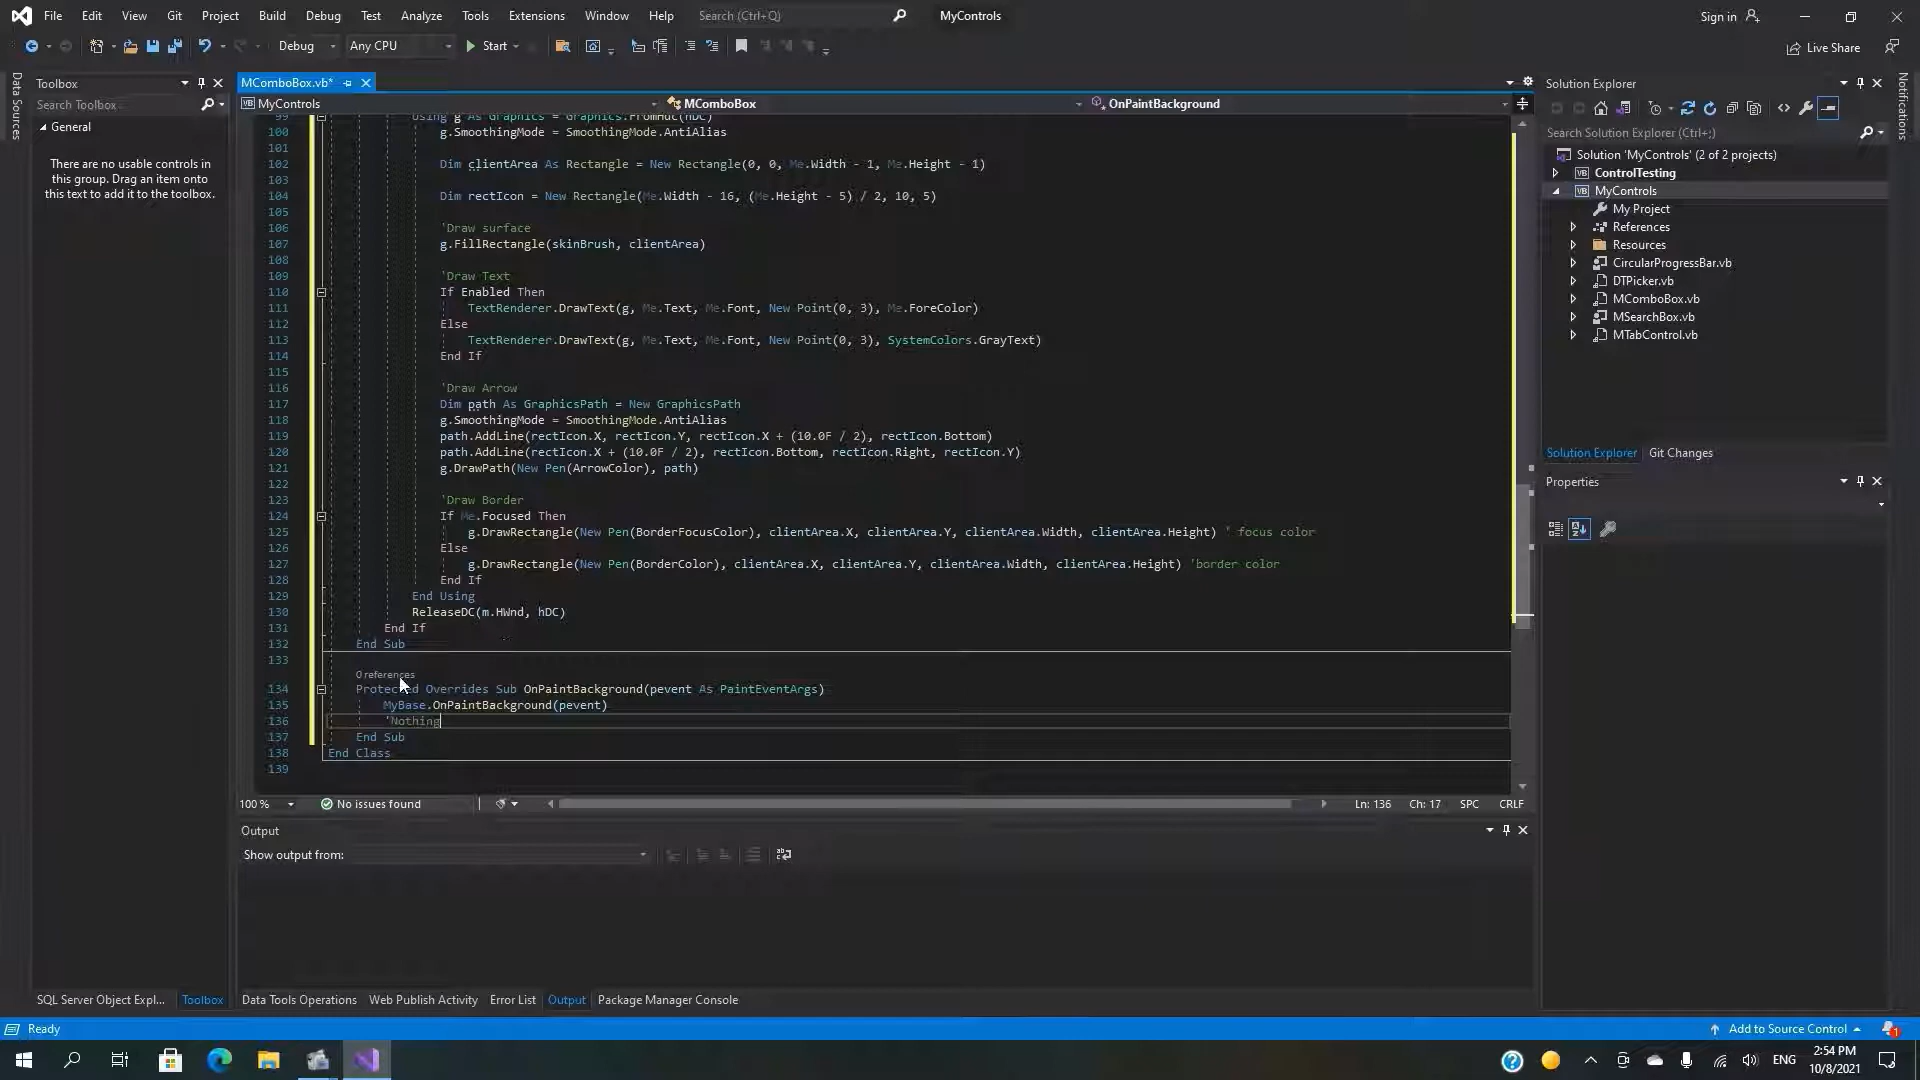 File Edit View Git Project Build Debug Test Analyze Tools Extensions Window Help Search (Ctrl+Q) MyControls Sign in
Debug Any CPU Start Live Share
Data Sources
Toolbox
Search Toolbox
General
There are no usable controls in
this group. Drag an item onto
this text to add it to the toolbox.
MComboBox.vb*
MyControls MComboBox OnPaintBackground
99 Using g As Graphics = Graphics.FromHdc(hDC)
100 g.SmoothingMode = SmoothingMode.AntiAlias
101
102 Dim clientArea As Rectangle = New Rectangle(0, 0, Me.Width - 1, Me.Height - 1)
103
104 Dim rectIcon = New Rectangle(Me.Width - 16, (Me.Height - 5) / 2, 10, 5)
105
106 'Draw surface
107 g.FillRectangle(skinBrush, clientArea)
108
109 'Draw Text
110 If Enabled Then
111 TextRenderer.DrawText(g, Me.Text, Me.Font, New Point(0, 3), Me.ForeColor)
112 Else
113 TextRenderer.DrawText(g, Me.Text, Me.Font, New Point(0, 3), SystemColors.GrayText)
114 End If
115
116 'Draw Arrow
117 Dim path As GraphicsPath = New GraphicsPath
118 g.SmoothingMode = SmoothingMode.AntiAlias
119 path.AddLine(rectIcon.X, rectIcon.Y, rectIcon.X + (10.0F / 2), rectIcon.Bottom)
120 path.AddLine(rectIcon.X + (10.0F / 2), rectIcon.Bottom, rectIcon.Right, rectIcon.Y)
121 g.DrawPath(New Pen(ArrowColor), path)
122
123 'Draw Border
124 If Me.Focused Then
125 g.DrawRectangle(New Pen(BorderFocusColor), clientArea.X, clientArea.Y, clientArea.Width, clientArea.Height) ' focus color
126 Else
127 g.DrawRectangle(New Pen(BorderColor), clientArea.X, clientArea.Y, clientArea.Width, clientArea.Height) 'border color
128 End If
129 End Using
130 ReleaseDC(m.HWnd, hDC)
131 End If
132 End Sub
133
0 references
134 Protected Overrides Sub OnPaintBackground(pevent As PaintEventArgs)
135 MyBase.OnPaintBackground(pevent)
136 'Nothing
137 End Sub
138 End Class
139
100 % No issues found Ln: 136 Ch: 17 SPC CRLF
Output
Show output from:
SQL Server Object Expl... Toolbox Data Tools Operations Web Publish Activity Error List Output Package Manager Console
Solution Explorer
Search Solution Explorer (Ctrl+;)
Solution 'MyControls' (2 of 2 projects)
VB ControlTesting
VB MyControls
My Project
References
Resources
CircularProgressBar.vb
DTPicker.vb
MComboBox.vb
MSearchBox.vb
MTabControl.vb
Solution Explorer Git Changes
Properties
Notifications
Ready Add to Source Control 1
ENG 2:54 PM
10/8/2021